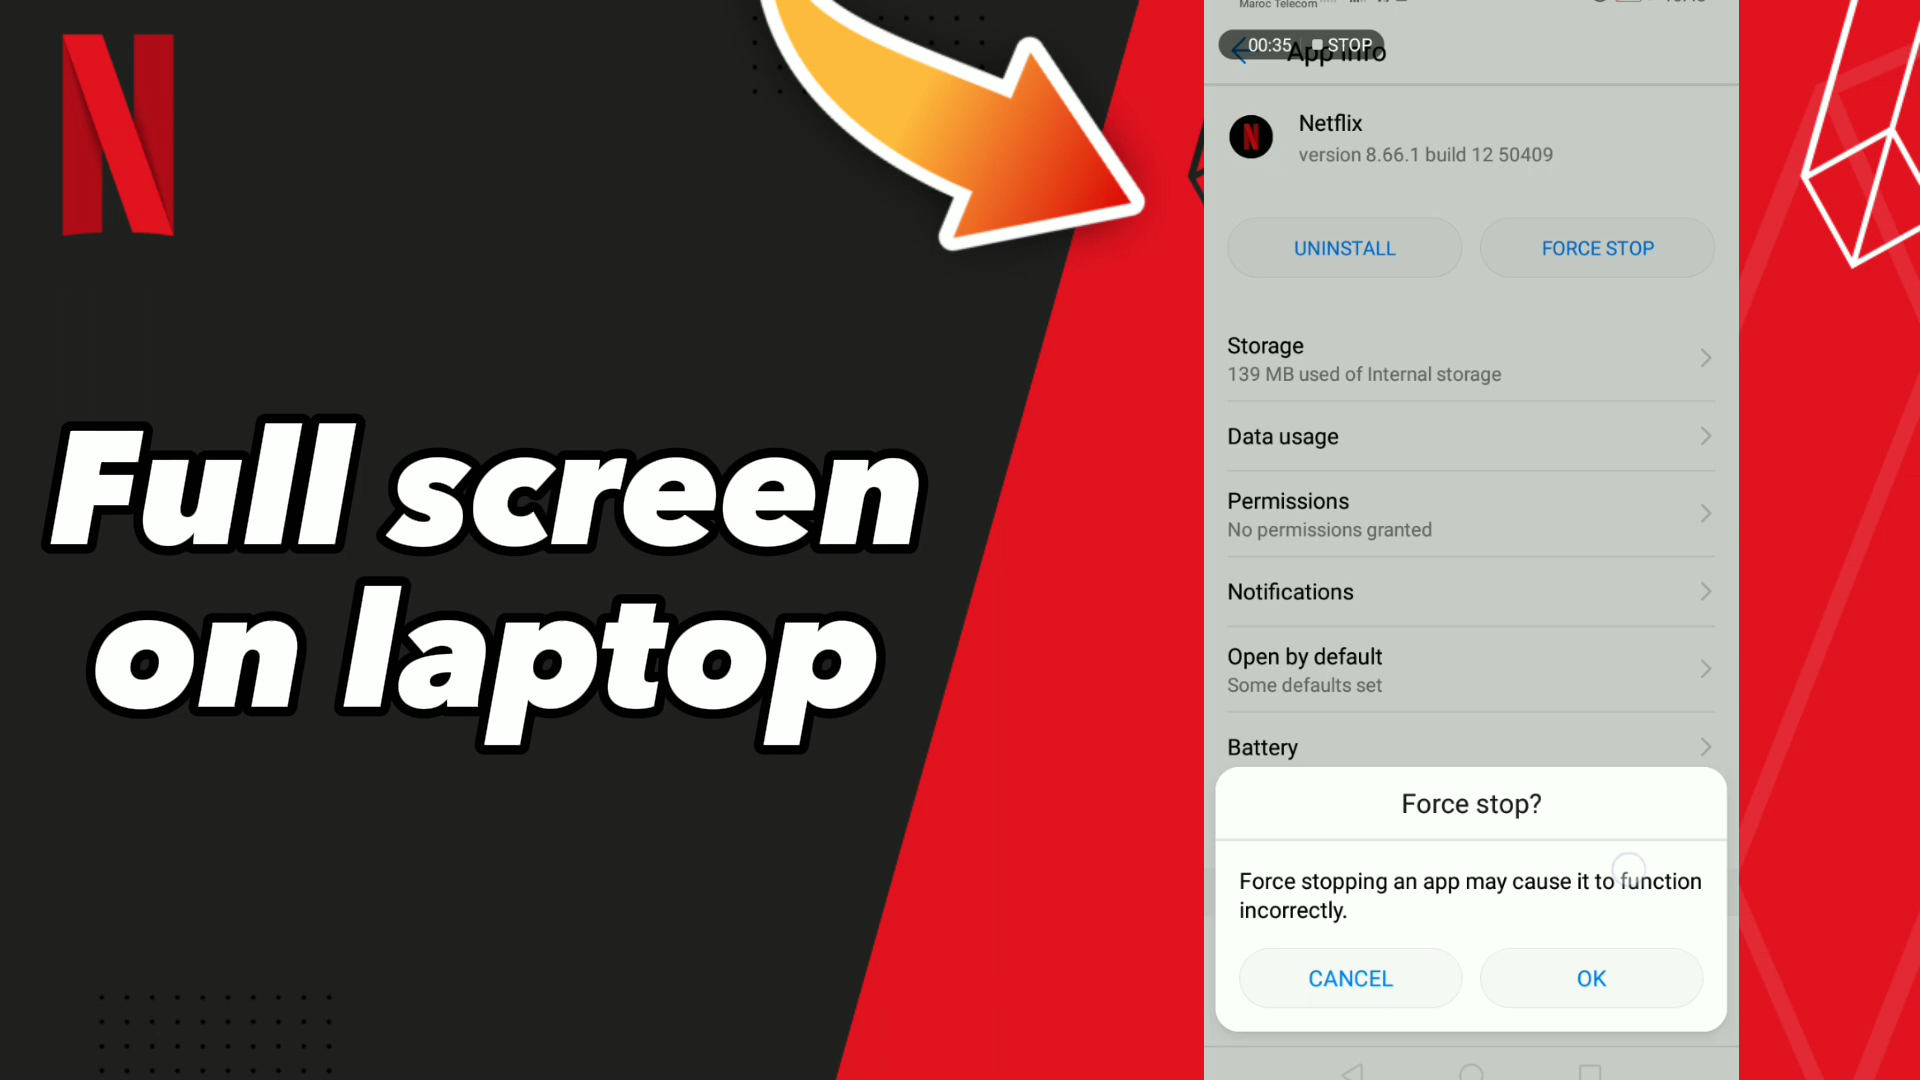 Full screen
on laptop
Maroc Telecom
00:35 STOP
App info
Netflix
version 8.66.1 build 12 50409
UNINSTALL
FORCE STOP
Storage
139 MB used of Internal storage
Data usage
Permissions
No permissions granted
Notifications
Open by default
Some defaults set
Battery
Force stop?
Force stopping an app may cause it to function
incorrectly.
CANCEL
OK